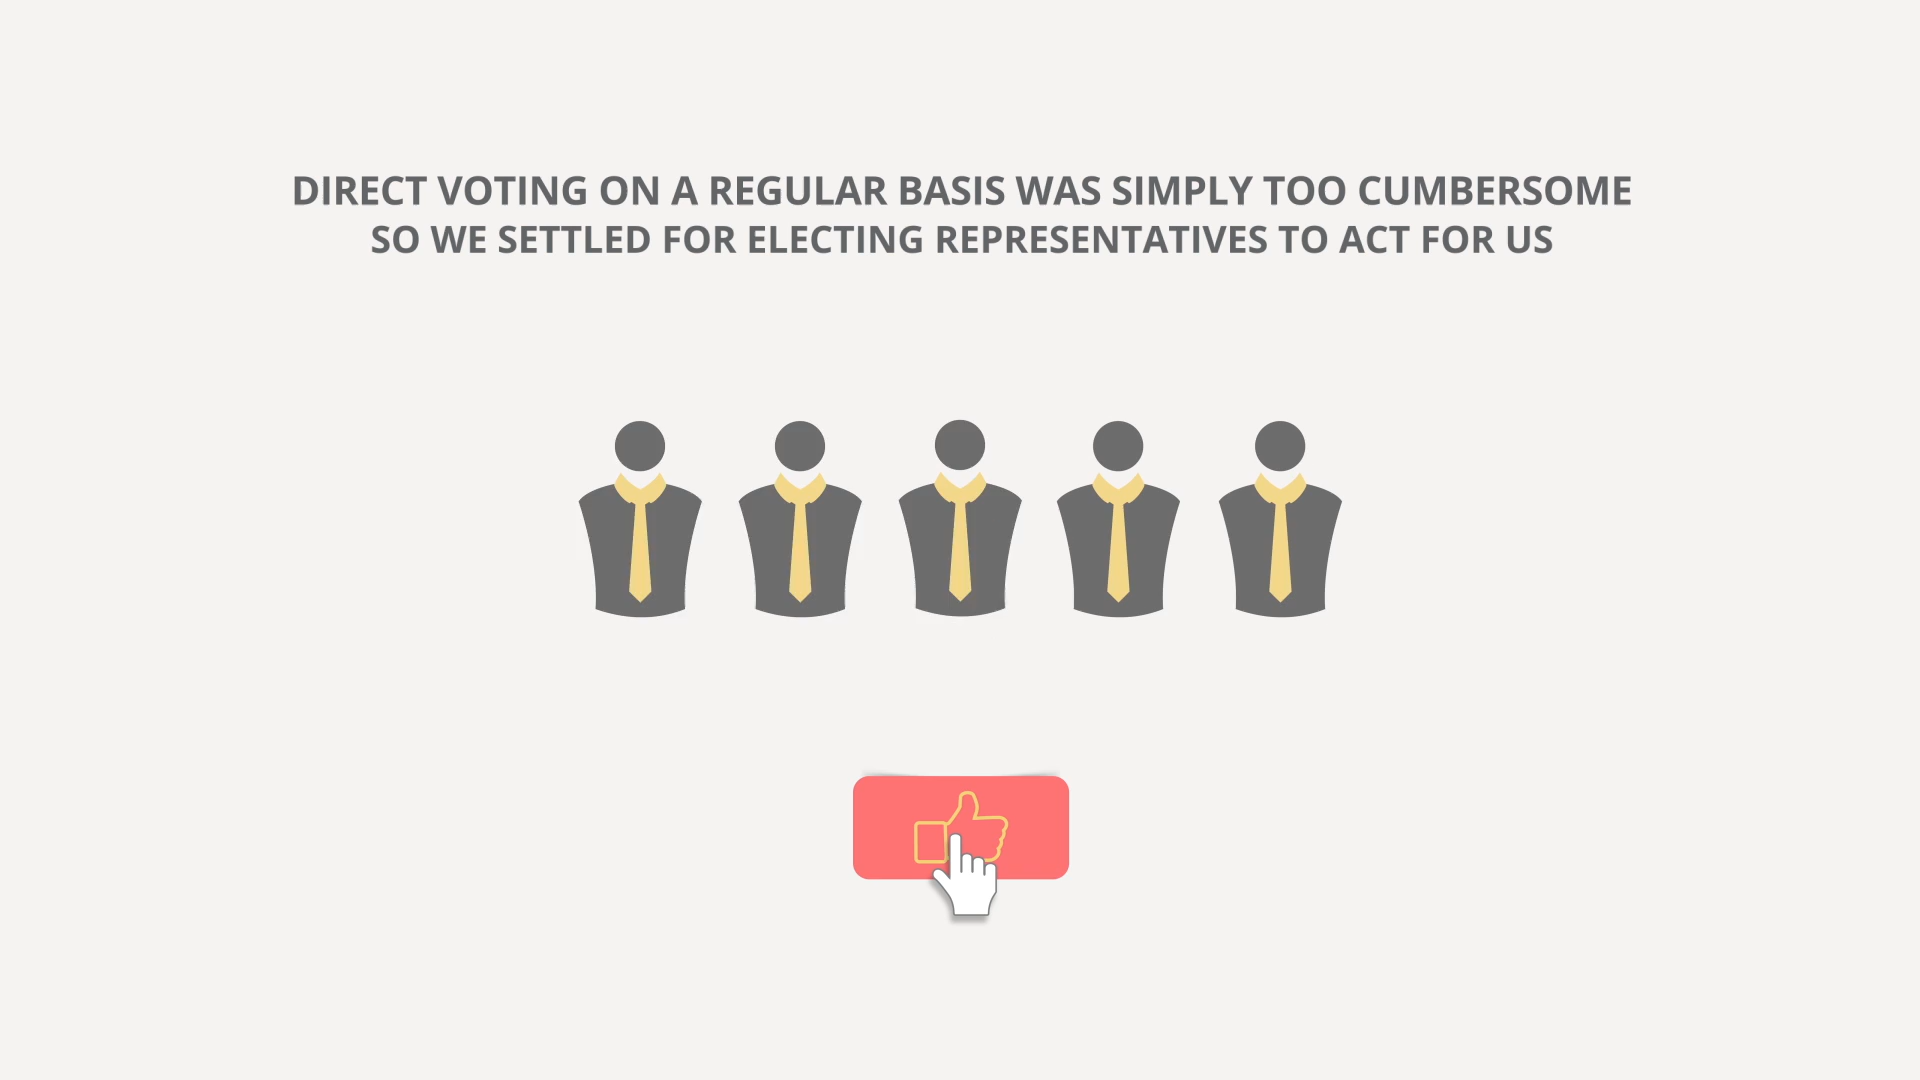 DIRECT VOTING ON A REGULAR BASIS WAS SIMPLY TOO CUMBERSOME
SO WE SETTLED FOR ELECTING REPRESENTATIVES TO ACT FOR US